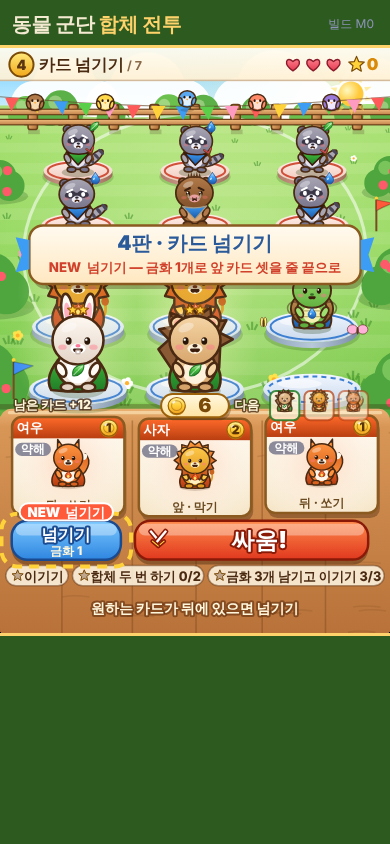 동물 군단 합체 전투
빌드 M0
4 카드 넘기기 / 7
0
4판 · 카드 넘기기
NEW 넘기기 — 금화 1개로 앞 카드 셋을 줄 끝으로
남은 카드 +12
6
다음
여우 1
약해
사자 2
약해
앞 · 막기
여우 1
약해
뒤 · 쏘기
NEW 넘기기
넘기기
금화 1
싸움!
이기기
합체 두 번 하기 0/2
금화 3개 남기고 이기기 3/3
원하는 카드가 뒤에 있으면 넘기기